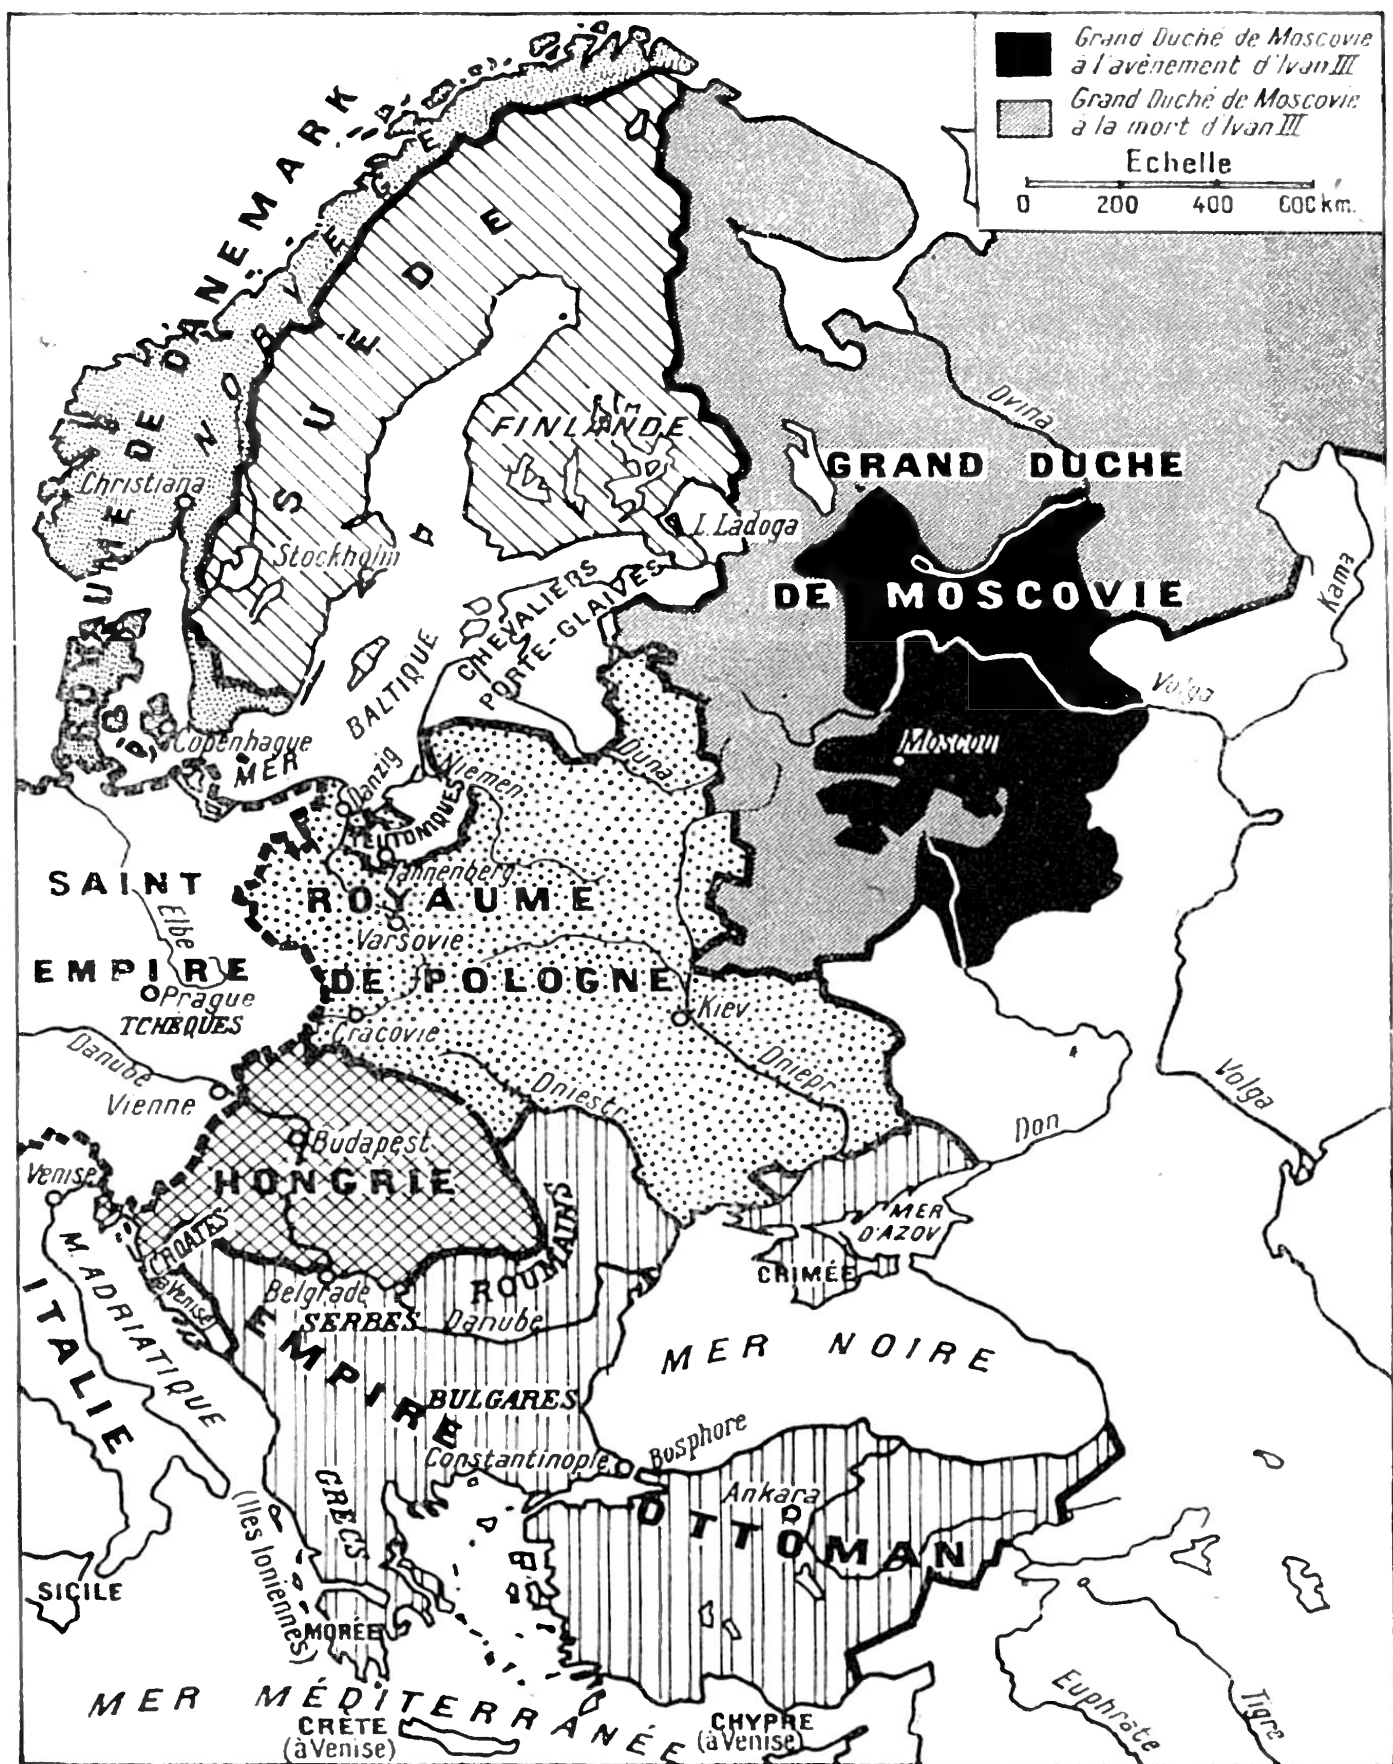 Grand Duché de Moscovie
à l'avènement d'Ivan III
Grand Duché de Moscovie
à la mort d'Ivan III
Echelle
0 200 400 600 km.
ROYAUME DE DANEMARK
NORVEGE
SUEDE
FINLANDE
Christiana
Stockholm
L. Ladoga
Dvina
GRAND DUCHE
DE MOSCOVIE
Kama
Volga
Moscou
CHEVALIERS
PORTE-GLAIVES
MER BALTIQUE
Copenhague
Danzig
Niemen
Duna
TEUTONIQUES
Tannenberg
SAINT
EMPIRE
Elbe
Prague
TCHEQUES
ROYAUME
DE POLOGNE
Varsovie
Cracovie
Kiev
Dniepr
Dniestr
Danube
Vienne
Budapest
HONGRIE
Don
Volga
Venise
CROATES
à Venise
M. ADRIATIQUE
ITALIE
Belgrade
SERBES
ROUMAINS
Danube
MER
D'AZOV
CRIMÉE
MER NOIRE
EMPIRE
OTTOMAN
BULGARES
Constantinople
Bosphore
Ankara
GRECS
(Iles Ioniennes)
SICILE
MORÉE
MER MÉDITERRANÉE
CRÈTE
(à Venise)
CHYPRE
(à Venise)
Euphrate
Tigre